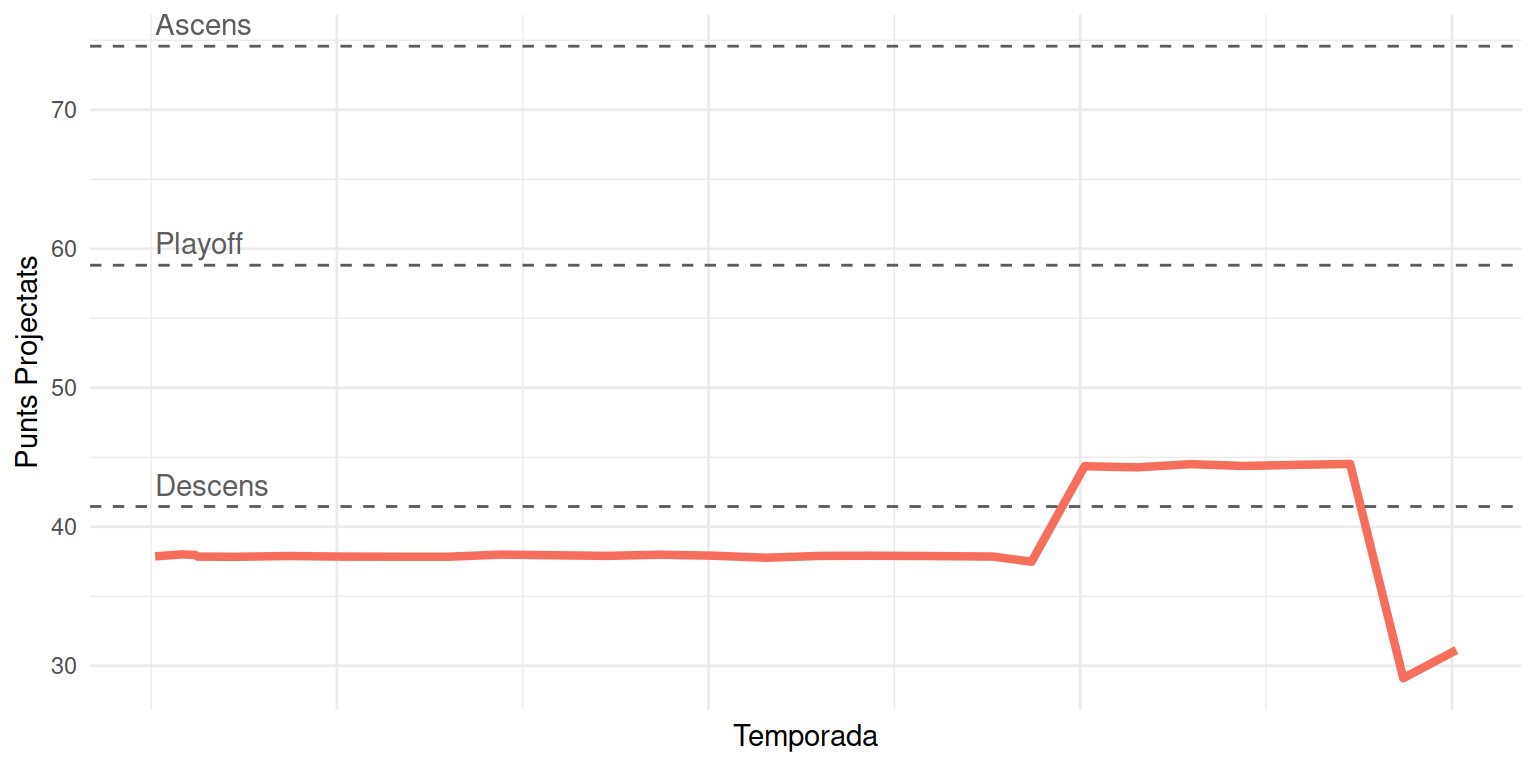 Ascens
70
Playoff
60
Punts Projectats
50
Descens
40
30
Temporada